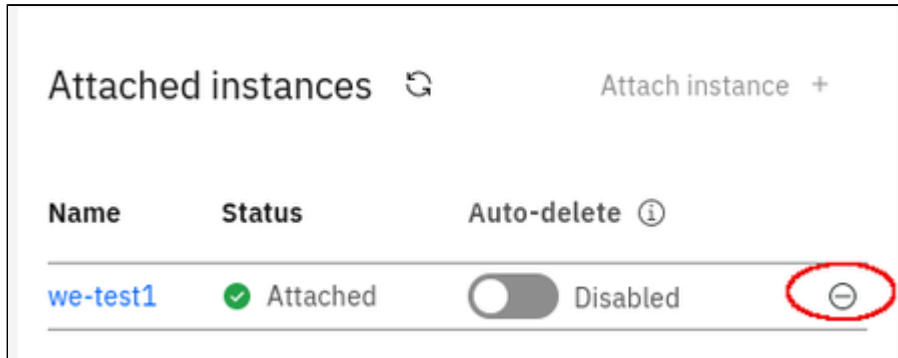 Attached instances Attach instance +
Name Status Auto-delete
we-test1 Attached Disabled